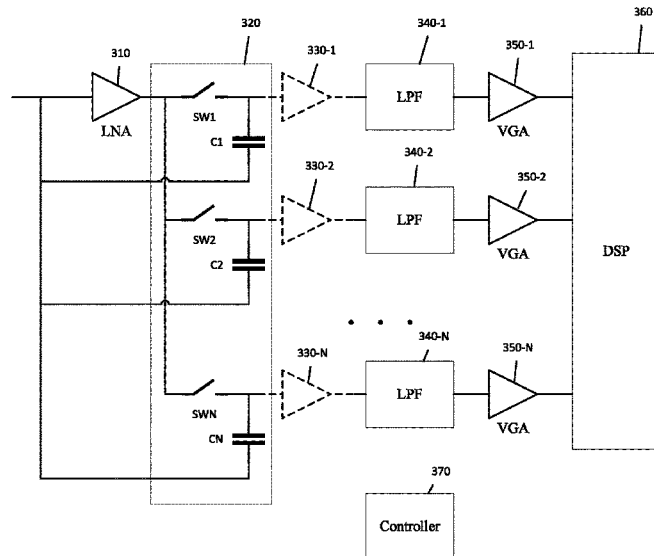 310
320
330-1
340-1
350-1
360
LNA
SW1
C1
LPF
VGA
330-2
340-2
350-2
SW2
C2
LPF
VGA
DSP
• • •
330-N
340-N
350-N
SWN
CN
LPF
VGA
370
Controller